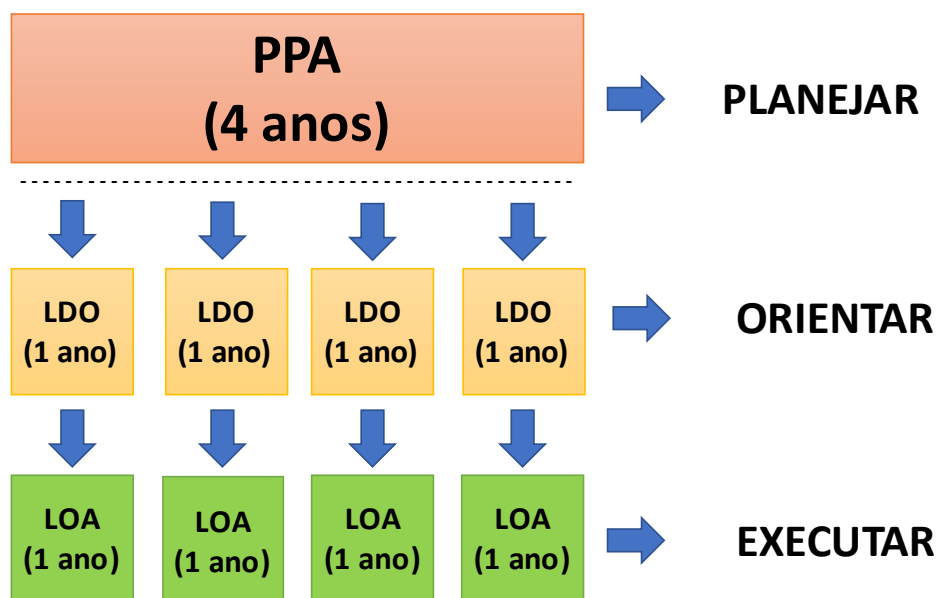 PPA
(4 anos)
PLANEJAR
LDO
(1 ano)
LDO
(1 ano)
LDO
(1 ano)
LDO
(1 ano)
ORIENTAR
LOA
(1 ano)
LOA
(1 ano)
LOA
(1 ano)
LOA
(1 ano)
EXECUTAR